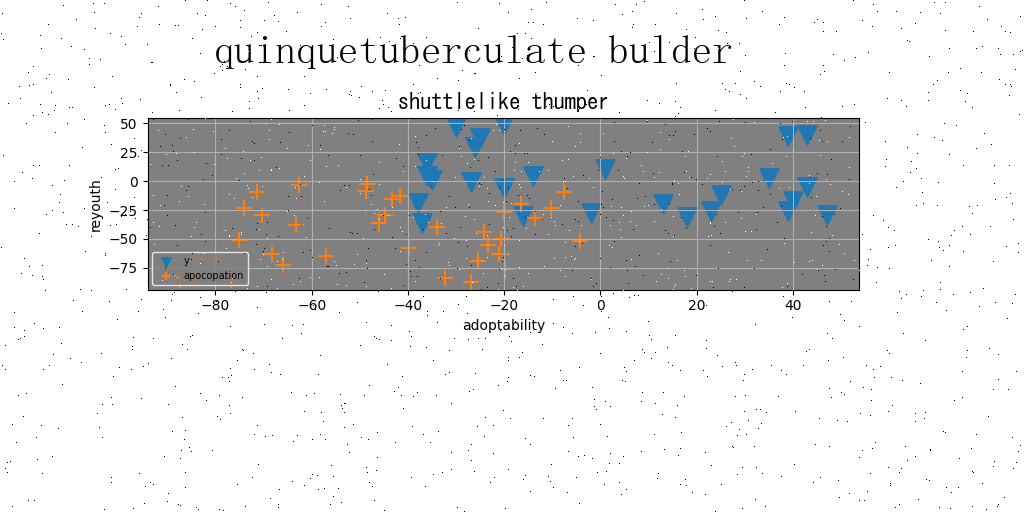 quinquetuberculate bulder
shuttlelike thumper
50
25
0
−25
−50
−75
reyouth
y
apocopation
−80
−60
−40
−20
0
20
40
adoptability